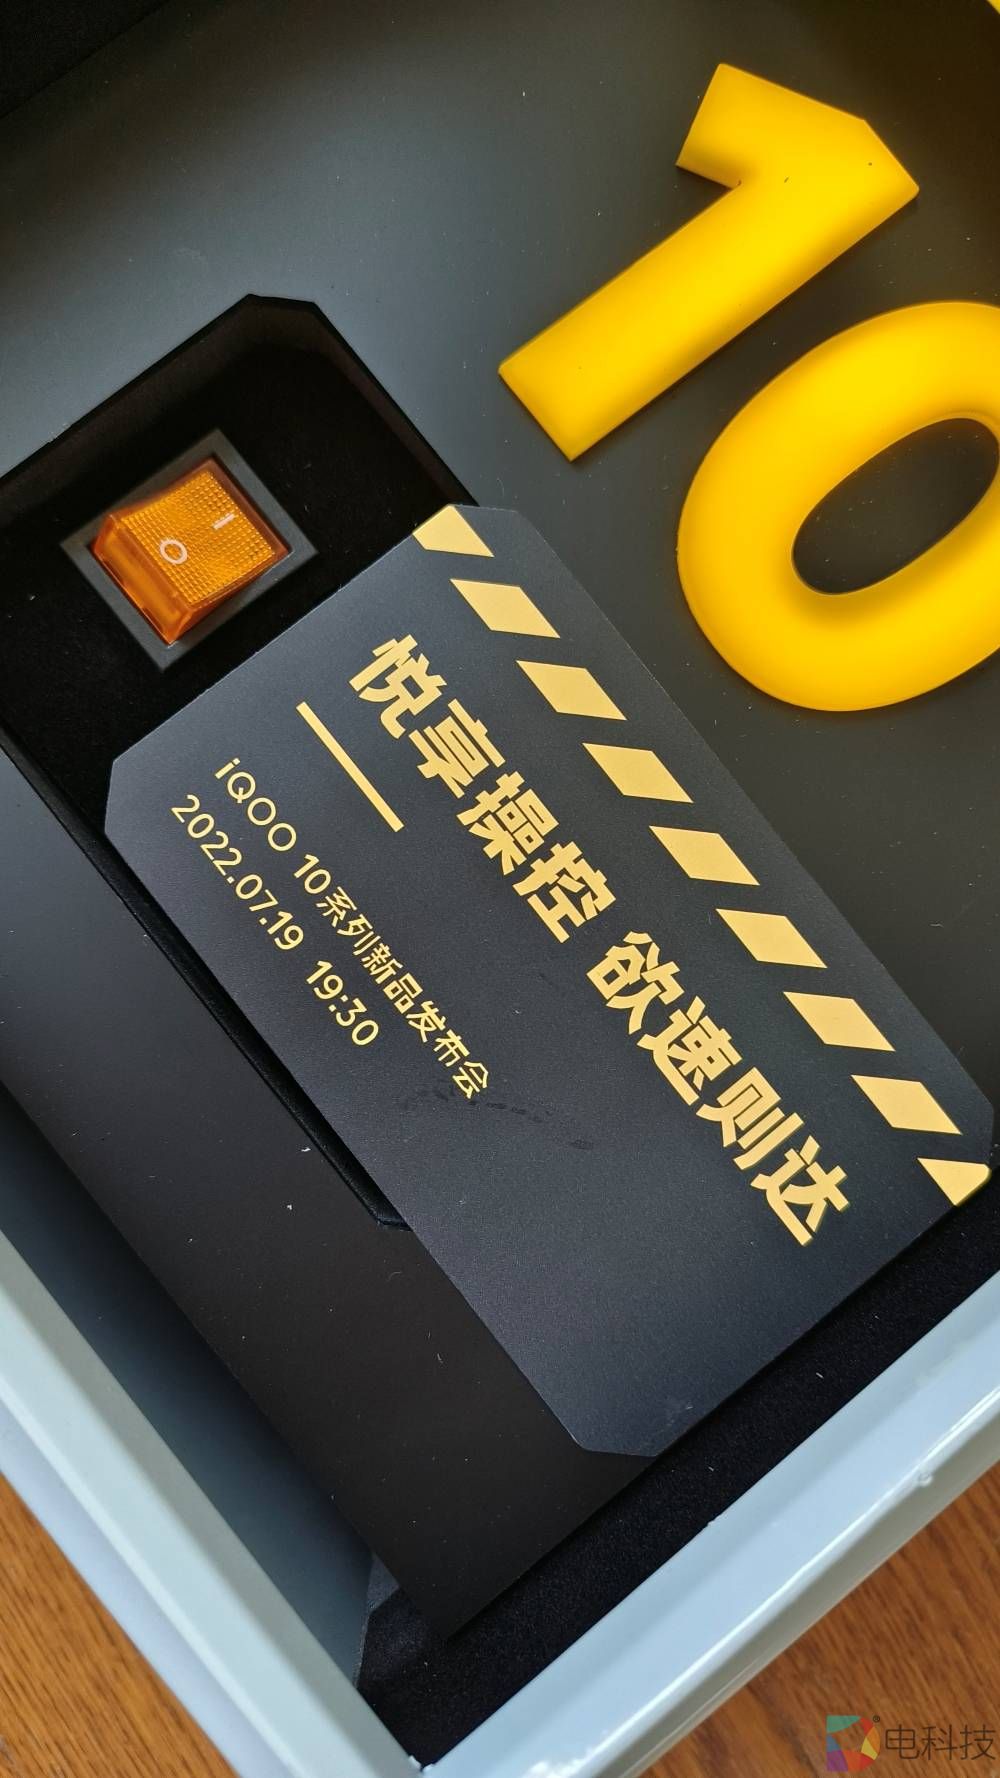 10
悦享操控 欲速则达
iQOO 10系列新品发布会
2022.07.19 19:30
电科技